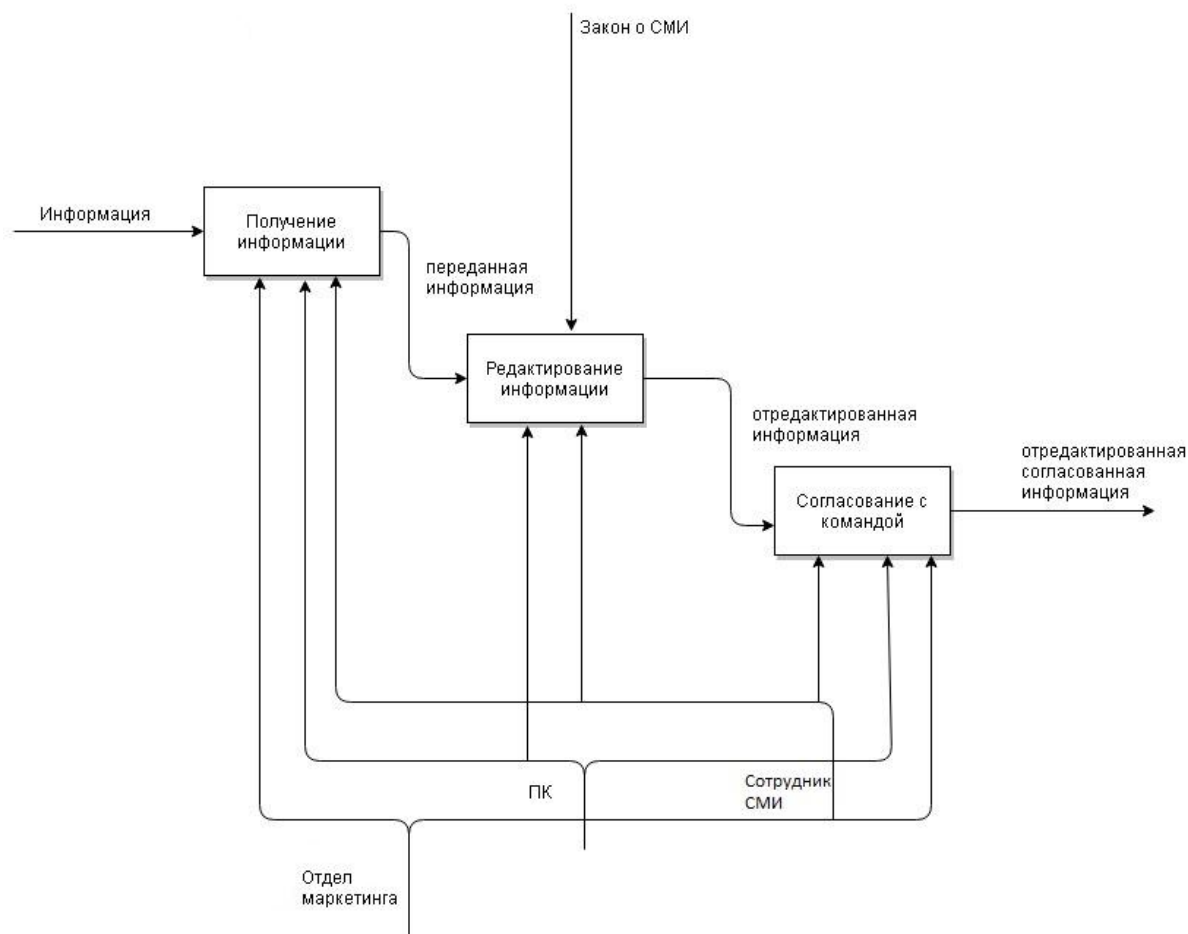 Закон о СМИ
Информация
Получение
информации
переданная
информация
Редактирование
информации
отредактированная
информация
отредактированная
согласованная
информация
Согласование с
командой
ПК
Сотрудник
СМИ
Отдел
маркетинга